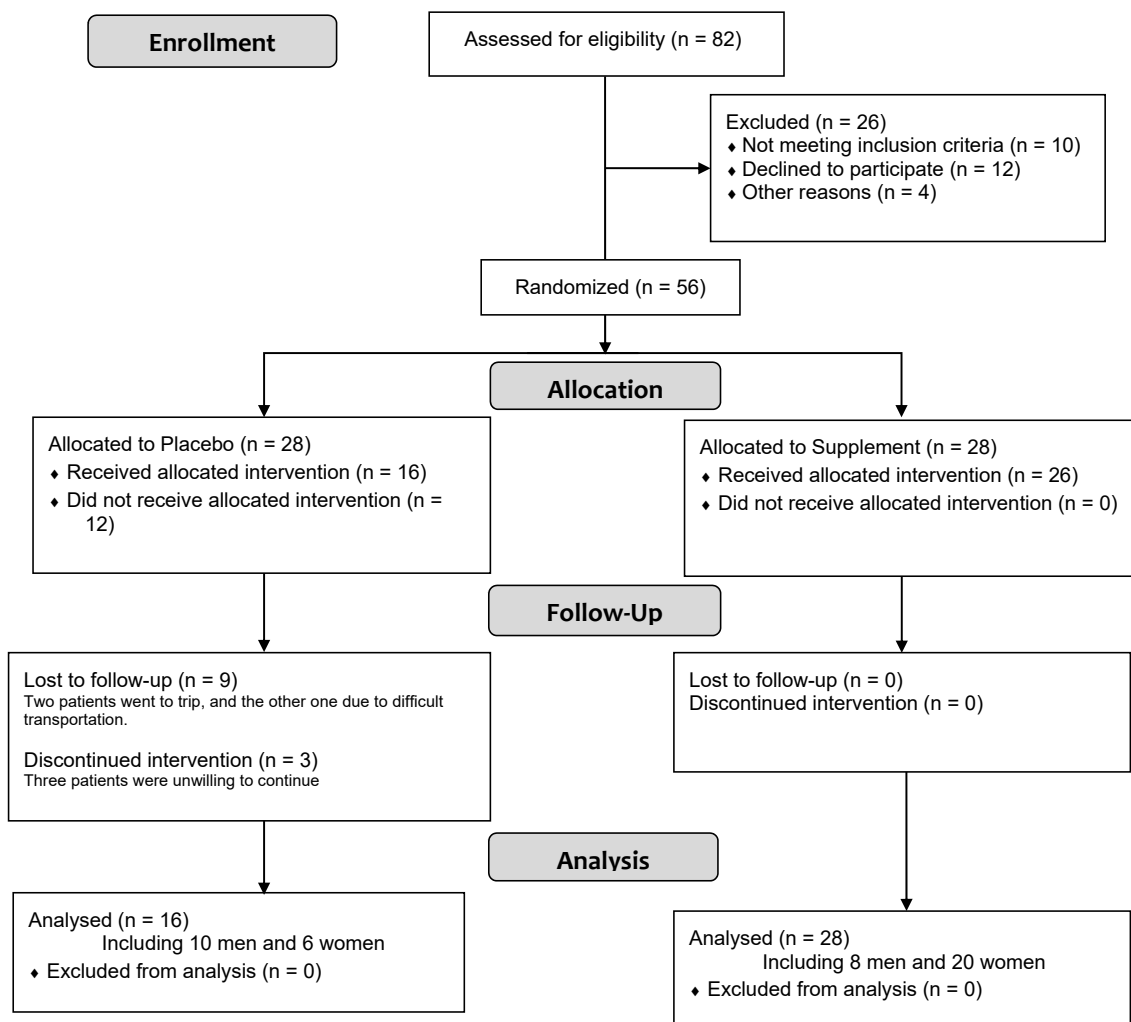 Enrollment
Assessed for eligibility (n = 82)
Excluded (n = 26)
♦ Not meeting inclusion criteria (n = 10)
♦ Declined to participate (n = 12)
♦ Other reasons (n = 4)
Randomized (n = 56)
Allocation
Allocated to Placebo (n = 28)
♦ Received allocated intervention (n = 16)
♦ Did not receive allocated intervention (n =
12)
Allocated to Supplement (n = 28)
♦ Received allocated intervention (n = 26)
♦ Did not receive allocated intervention (n = 0)
Follow-Up
Lost to follow-up (n = 9)
Two patients went to trip, and the other one due to difficult
transportation.
Discontinued intervention (n = 3)
Three patients were unwilling to continue
Lost to follow-up (n = 0)
Discontinued intervention (n = 0)
Analysis
Analysed (n = 16)
Including 10 men and 6 women
♦ Excluded from analysis (n = 0)
Analysed (n = 28)
Including 8 men and 20 women
♦ Excluded from analysis (n = 0)